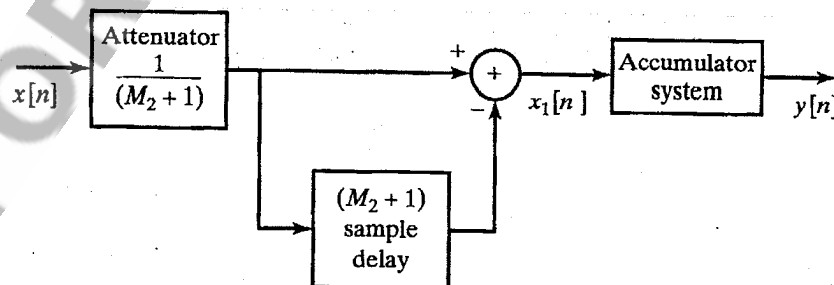 Attenuator
1
(M₂ + 1)
x[n]
+
+
−
x₁[n]
Accumulator
system
y[n]
(M₂ + 1)
sample
delay